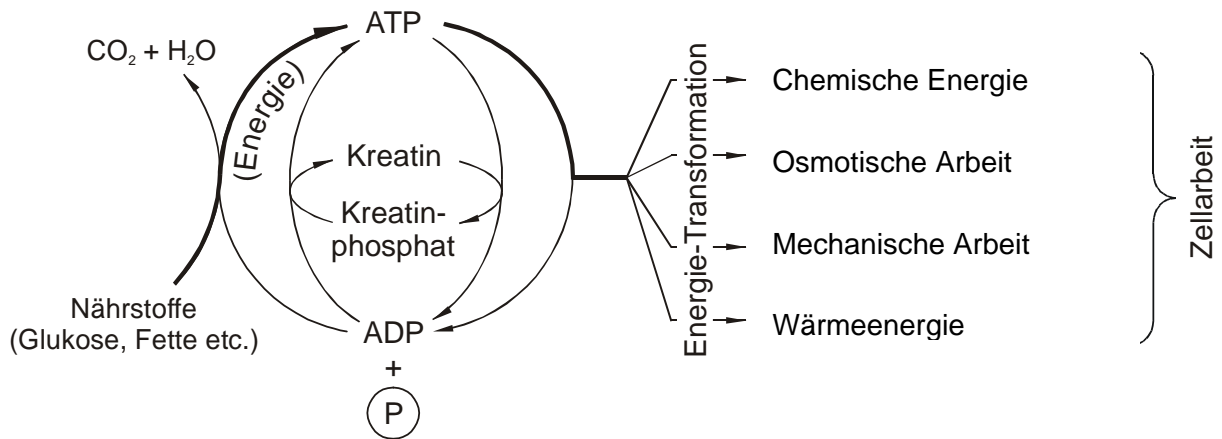 ATP
CO₂ + H₂O
(Energie)
Kreatin
Kreatin-
phosphat
Nährstoffe
(Glukose, Fette etc.)
ADP
+
P
Energie-Transformation
Chemische Energie
Osmotische Arbeit
Mechanische Arbeit
Wärmeenergie
Zellarbeit